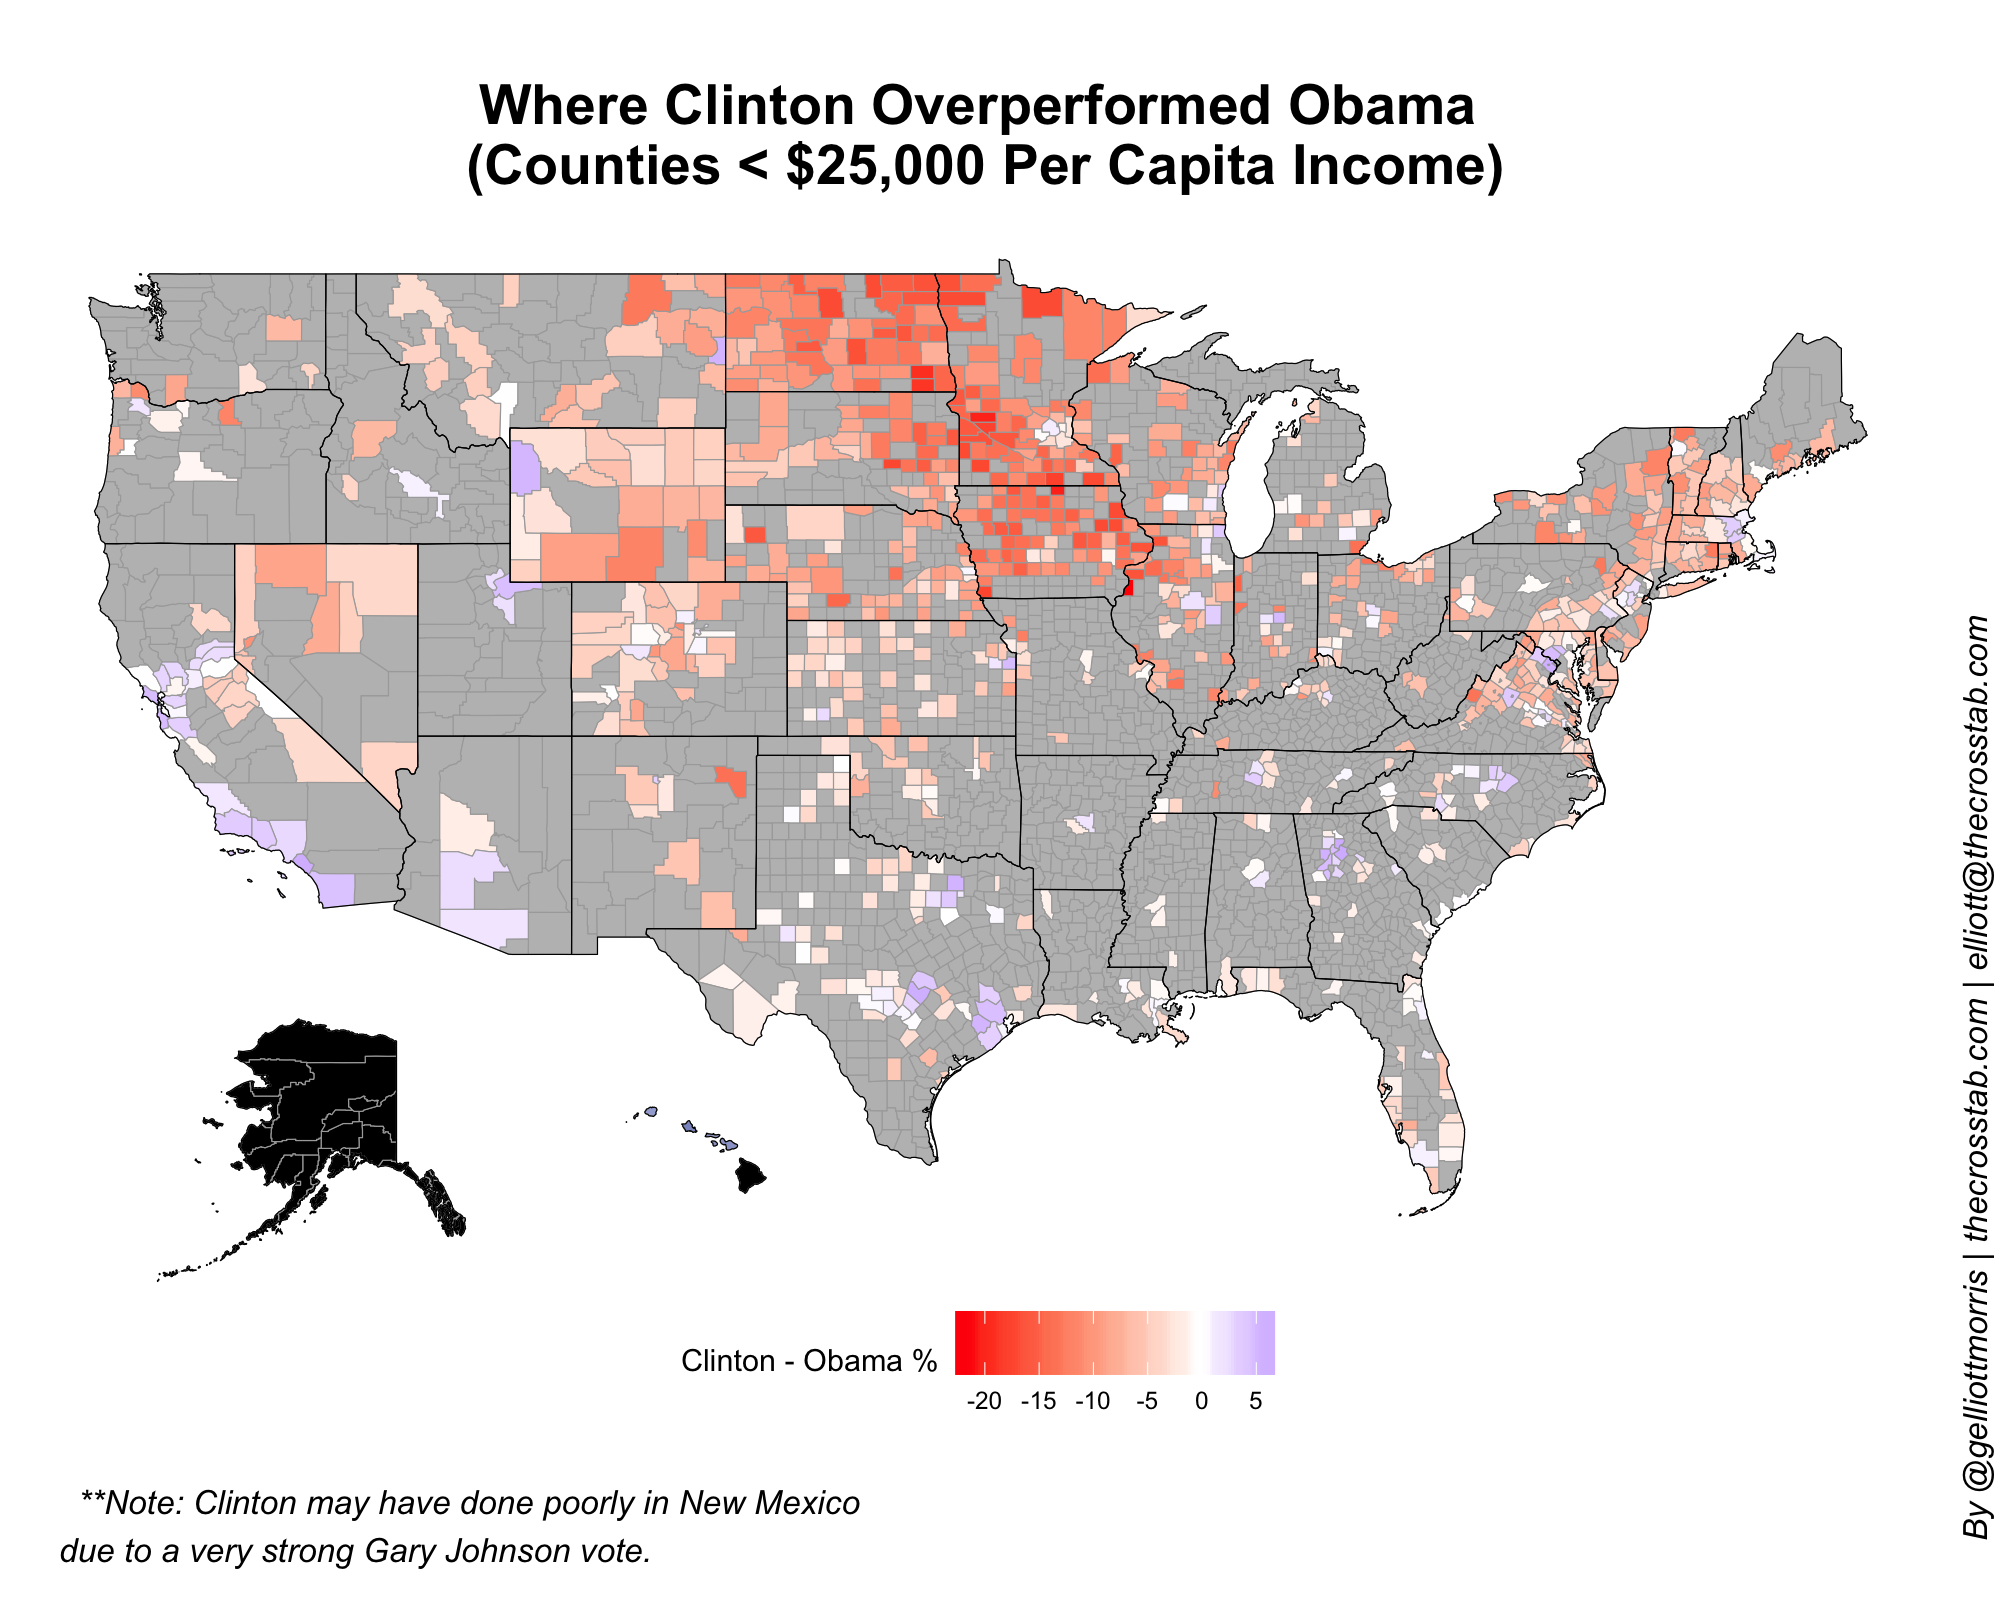 Where Clinton Overperformed Obama
(Counties < $25,000 Per Capita Income)
Clinton - Obama %
-20 -15 -10 -5 0 5
**Note: Clinton may have done poorly in New Mexico
due to a very strong Gary Johnson vote.
By @gelliottmorris | thecrosstab.com | elliott@thecrosstab.com